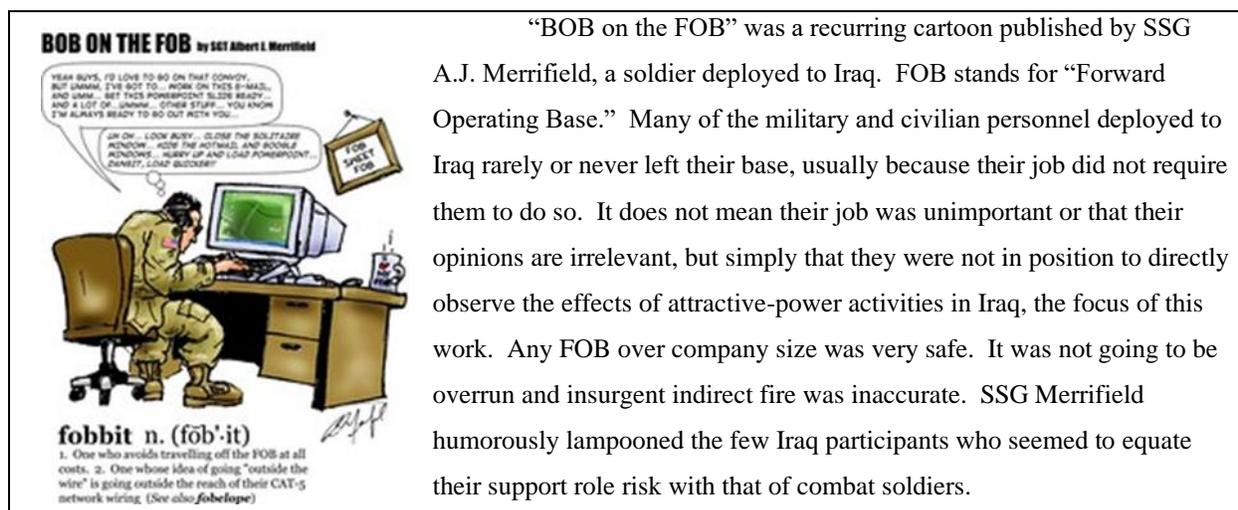 BOB ON THE FOB by SGT Albert J. Merrifield
YEAH GUYS, I'D LOVE TO GO ON THAT CONVOY,
BUT UMMM, I'VE GOT TO... WORK ON THIS E-MAIL,
AND UMM... GET THIS POWERPOINT SLIDE READY...
AND A LOT OF...UMMM... OTHER STUFF... YOU KNOW
I'M ALWAYS READY TO GO OUT WITH YOU...
UH OH... LOOK BUSY... CLOSE THE SOLITAIRE
WINDOW... HIDE THE HOTMAIL AND GOOGLE
WINDOWS... HURRY UP AND LOAD POWERPOINT...
DAMNIT, LOAD QUICKER!!
FOB
SWEET
FOB
fobbit n. (fŏb'·it)
1. One who avoids travelling off the FOB at all
costs. 2. One whose idea of going "outside the
wire" is going outside the reach of their CAT-5
network wiring (See also fobelope)
“BOB on the FOB” was a recurring cartoon published by SSG
A.J. Merrifield, a soldier deployed to Iraq. FOB stands for “Forward
Operating Base.” Many of the military and civilian personnel deployed to
Iraq rarely or never left their base, usually because their job did not require
them to do so. It does not mean their job was unimportant or that their
opinions are irrelevant, but simply that they were not in position to directly
observe the effects of attractive-power activities in Iraq, the focus of this
work. Any FOB over company size was very safe. It was not going to be
overrun and insurgent indirect fire was inaccurate. SSG Merrifield
humorously lampooned the few Iraq participants who seemed to equate
their support role risk with that of combat soldiers.